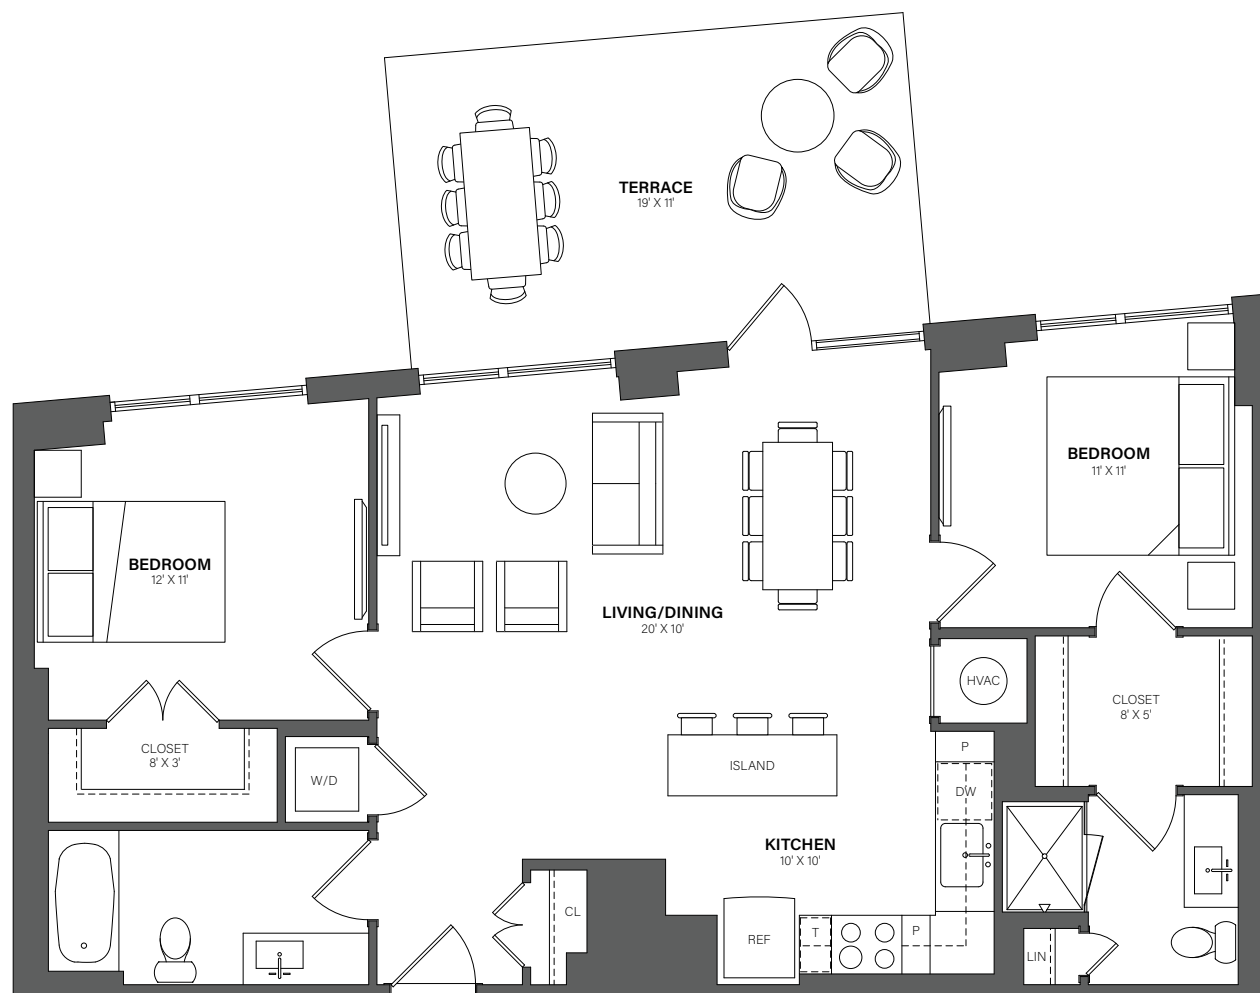 TERRACE
19' X 11'
BEDROOM
11' X 11'
BEDROOM
12' X 11'
LIVING/DINING
20' X 10'
HVAC
CLOSET
8' X 5'
CLOSET
8' X 3'
W/D
ISLAND
P
DW
KITCHEN
10' X 10'
CL
REF
T
P
LIN